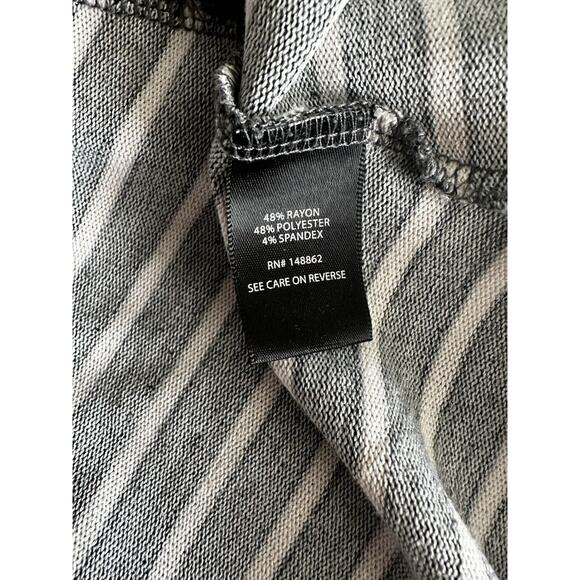 48% RAYON
48% POLYESTER
4% SPANDEX
RN# 148862
SEE CARE ON REVERSE